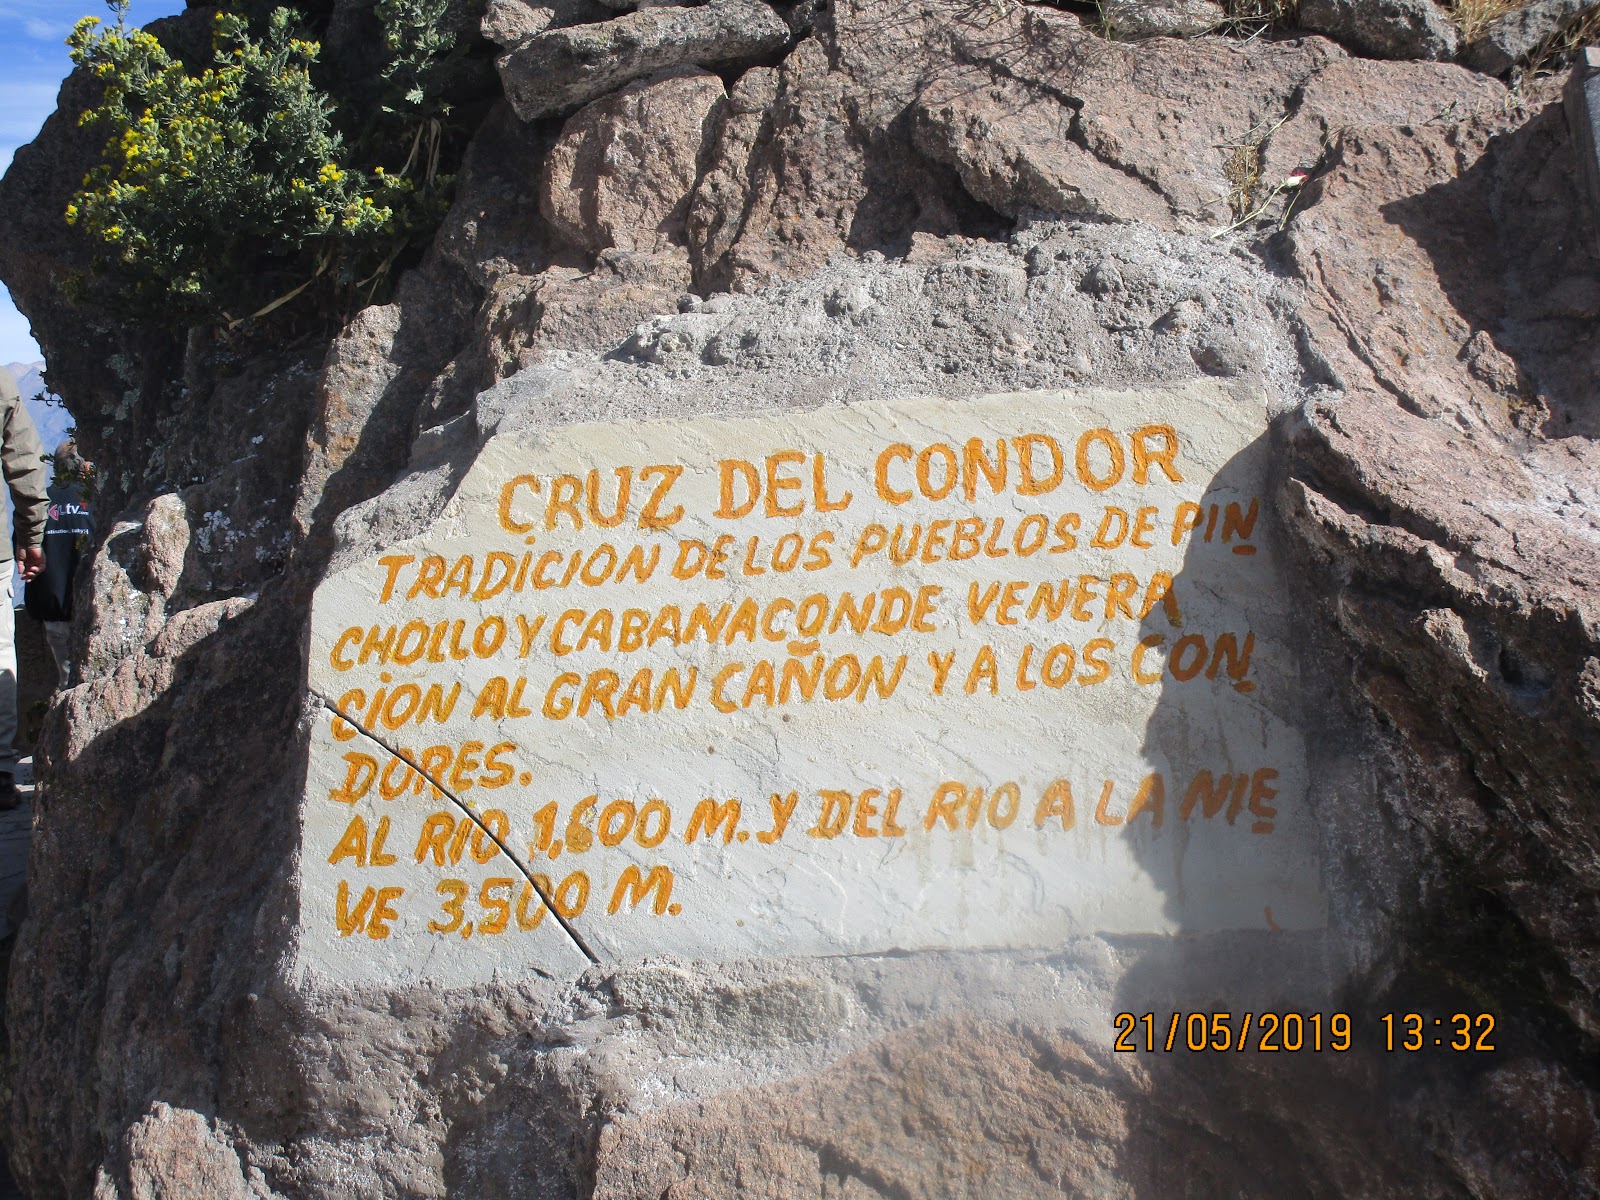 CRUZ DEL CONDOR
TRADICION DE LOS PUEBLOS DE PIN
CHOLLO Y CABANACONDE VENERA
CION AL GRAN CAÑON Y A LOS CON
DORES.
AL RIO 1,600 M. Y DEL RIO A LA NIE
VE 3,500 M.
tv
21/05/2019 13:32